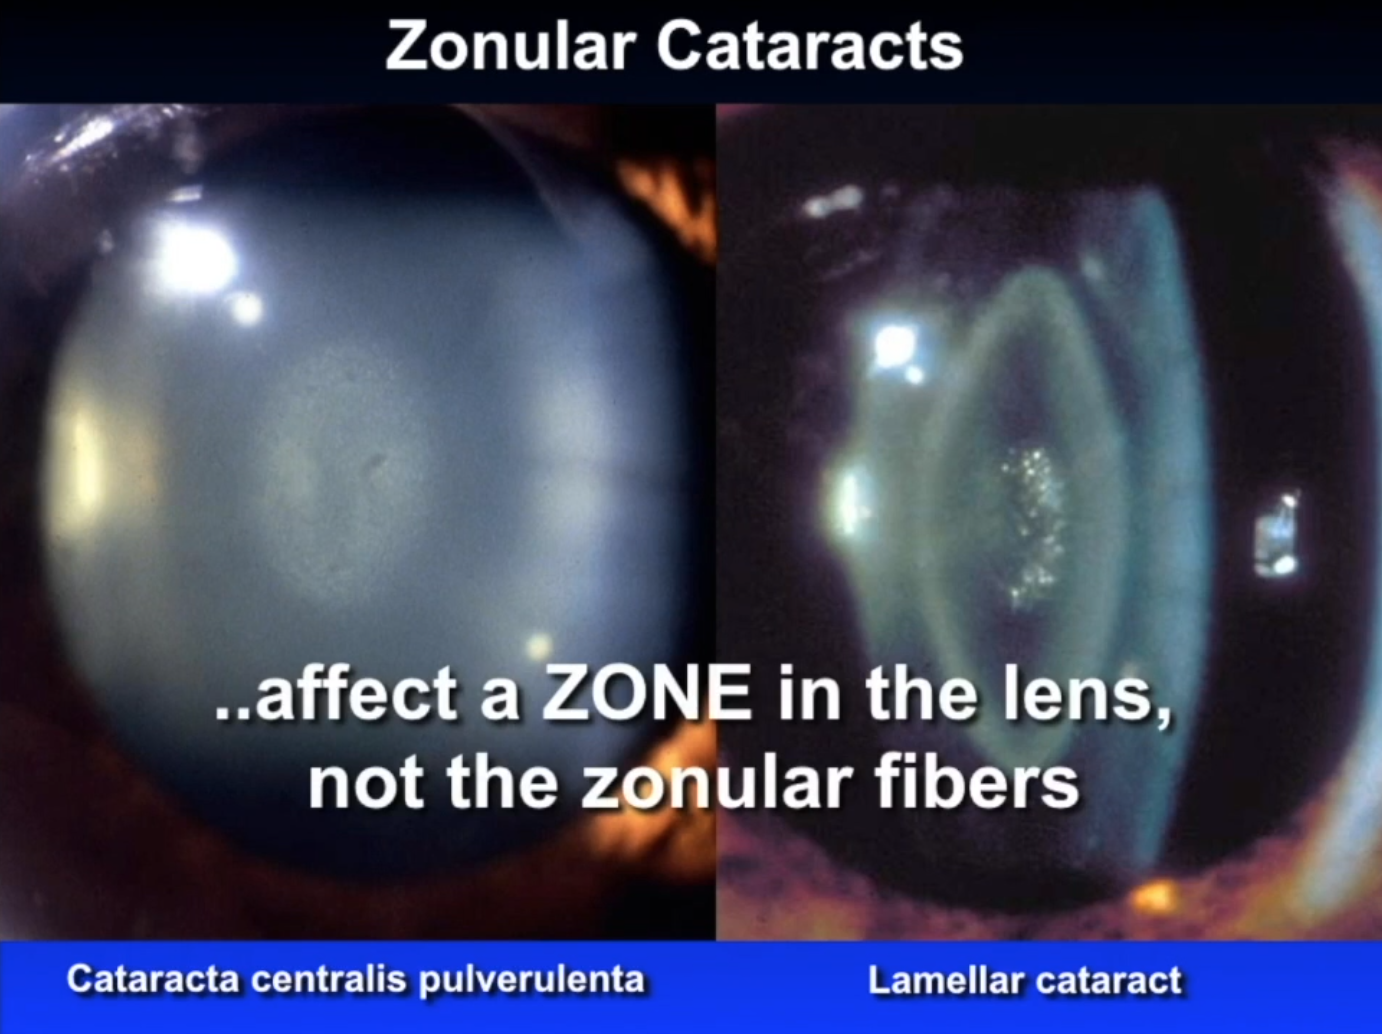 Zonular Cataracts
..affect a ZONE in the lens,
not the zonular fibers
Cataracta centralis pulverulenta
Lamellar cataract